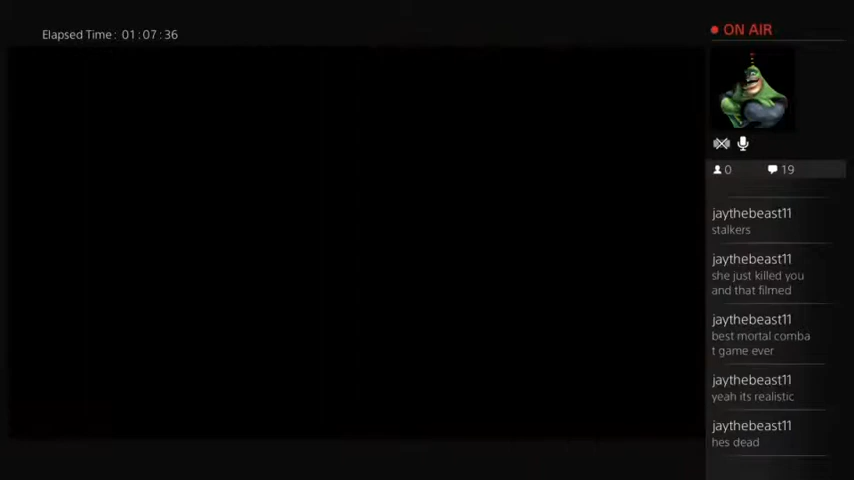 Elapsed Time: 01:07:36
ON AIR
0 19
jaythebeast11
stalkers
jaythebeast11
she just killed you
and that filmed
jaythebeast11
best mortal comba
t game ever
jaythebeast11
yeah its realistic
jaythebeast11
hes dead